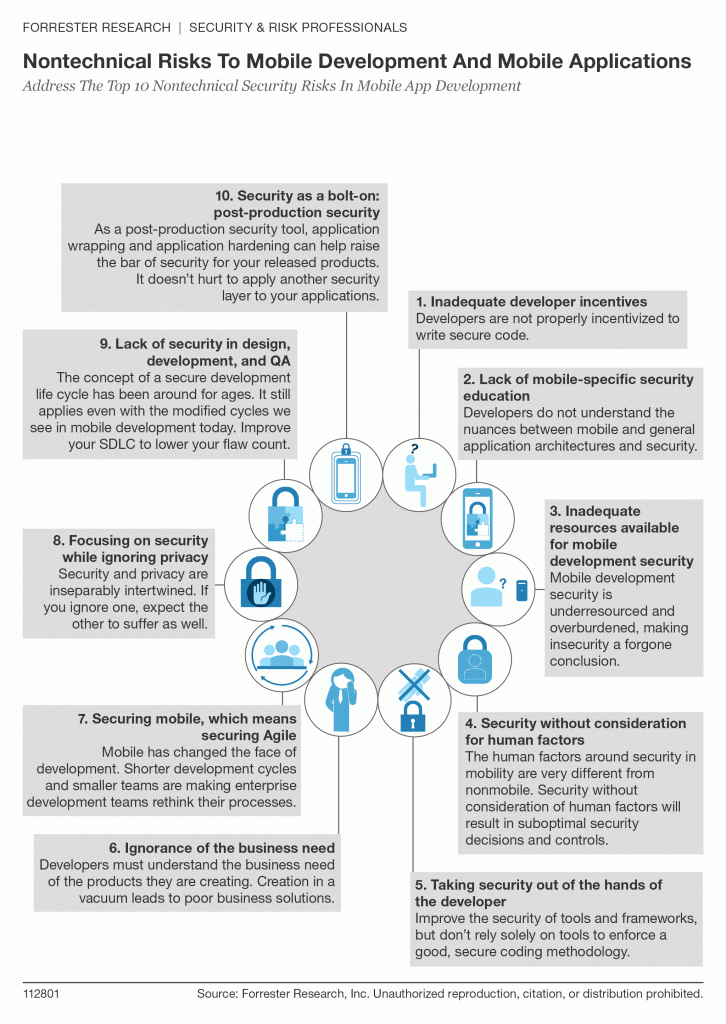 FORRESTER RESEARCH | SECURITY & RISK PROFESSIONALS
Nontechnical Risks To Mobile Development And Mobile Applications
Address The Top 10 Nontechnical Security Risks In Mobile App Development
10. Security as a bolt-on:
post-production security
As a post-production security tool, application
wrapping and application hardening can help raise
the bar of security for your released products.
It doesn't hurt to apply another security
layer to your applications.
1. Inadequate developer incentives
Developers are not properly incentivized to
write secure code.
9. Lack of security in design,
development, and QA
The concept of a secure development
life cycle has been around for ages. It still
applies even with the modified cycles we
see in mobile development today. Improve
your SDLC to lower your flaw count.
2. Lack of mobile-specific security
education
Developers do not understand the
nuances between mobile and general
application architectures and security.
?
3. Inadequate
resources available
for mobile
development security
Mobile development
security is
underresourced and
overburdened, making
insecurity a forgone
conclusion.
?
8. Focusing on security
while ignoring privacy
Security and privacy are
inseparably intertwined. If
you ignore one, expect the
other to suffer as well.
7. Securing mobile, which means
securing Agile
Mobile has changed the face of
development. Shorter development cycles
and smaller teams are making enterprise
development teams rethink their processes.
4. Security without consideration
for human factors
The human factors around security in
mobility are very different from
nonmobile. Security without
consideration of human factors will
result in suboptimal security
decisions and controls.
6. Ignorance of the business need
Developers must understand the business need
of the products they are creating. Creation in a
vacuum leads to poor business solutions.
5. Taking security out of the hands of
the developer
Improve the security of tools and frameworks,
but don't rely solely on tools to enforce a
good, secure coding methodology.
112801
Source: Forrester Research, Inc. Unauthorized reproduction, citation, or distribution prohibited.